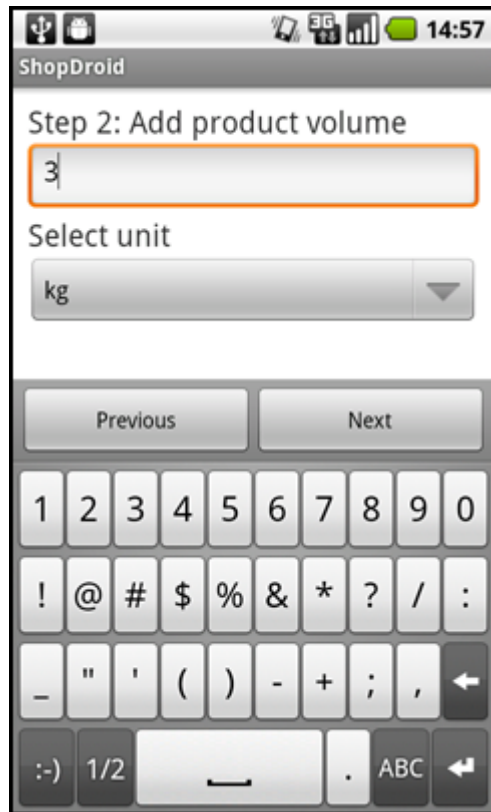 3G 14:57
ShopDroid
Step 2: Add product volume
3
Select unit
kg
Previous Next
1 2 3 4 5 6 7 8 9 0
! @ # $ % & * ? / :
_ " ' ( ) - + ; ,
:-) 1/2 . ABC